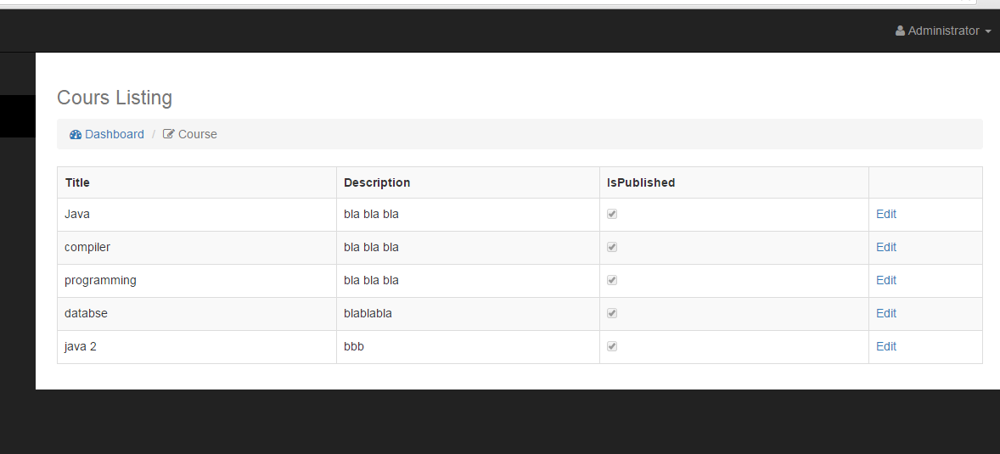 Administrator
Cours Listing
Dashboard / Course
Title Description IsPublished
Java bla bla bla Edit
compiler bla bla bla Edit
programming bla bla bla Edit
databse blablabla Edit
java 2 bbb Edit